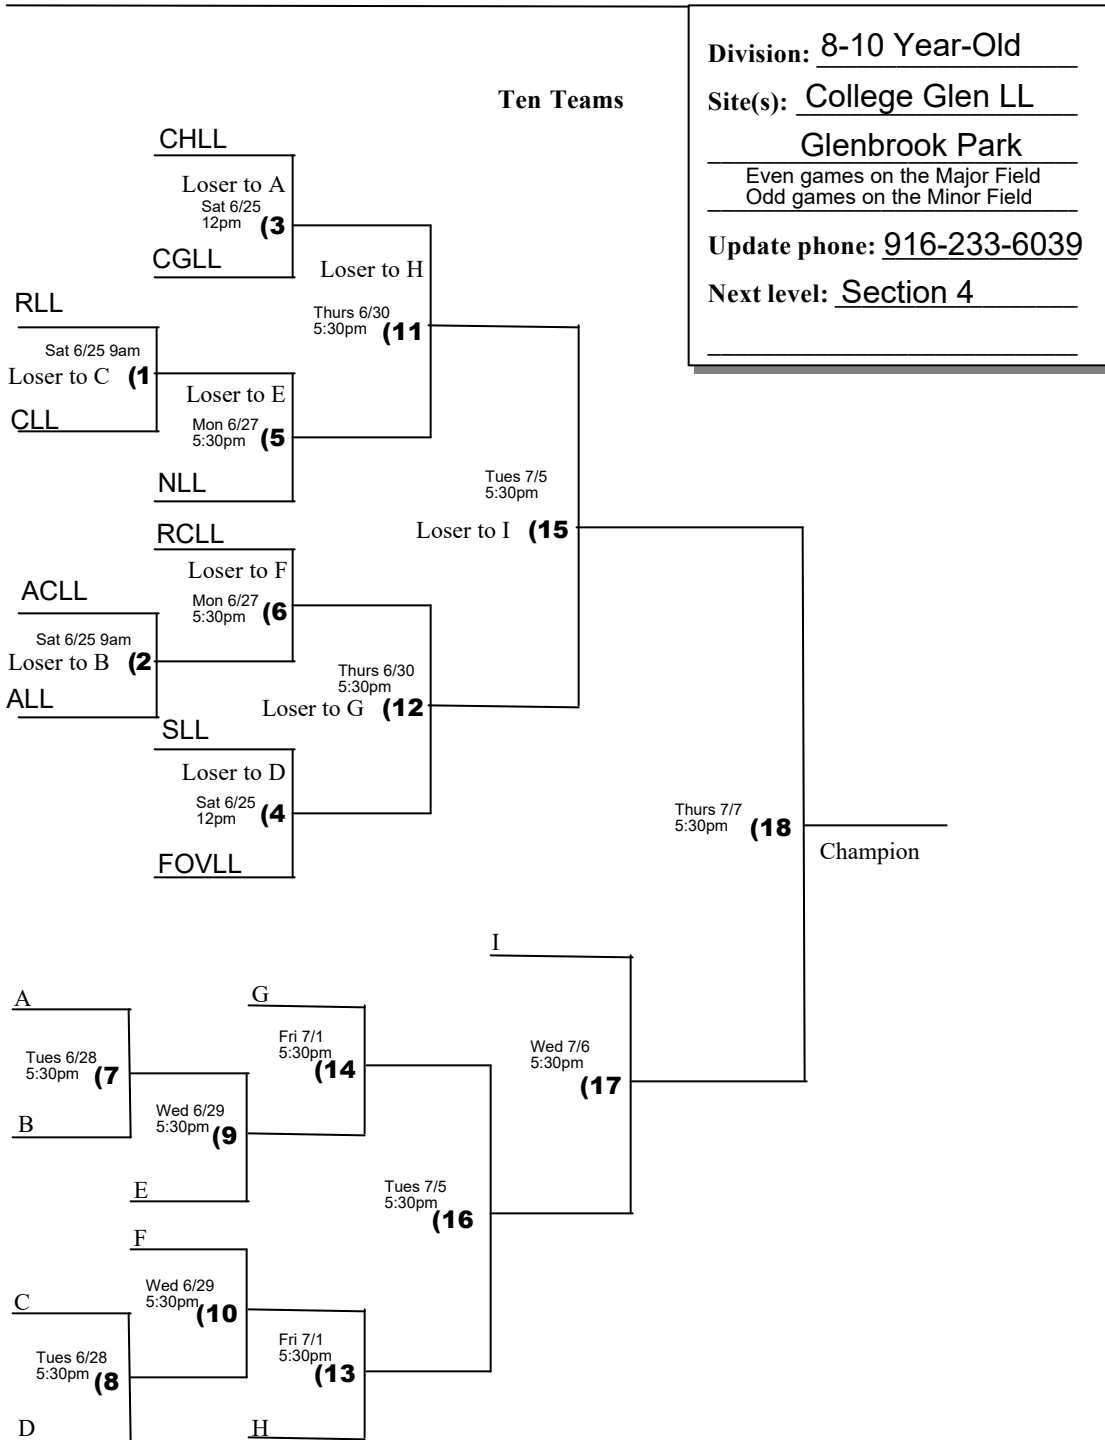 Division: 8-10 Year-Old
Site(s): College Glen LL
Glenbrook Park
Even games on the Major Field
Odd games on the Minor Field
Update phone: 916-233-6039
Next level: Section 4
Ten Teams
CHLL
Loser to A
Sat 6/25
12pm (3
CGLL
Loser to H
Thurs 6/30
5:30pm (11
RLL
Sat 6/25 9am
Loser to C (1
CLL
Loser to E
Mon 6/27
5:30pm (5
NLL
Tues 7/5
5:30pm
Loser to I (15
RCLL
Loser to F
Mon 6/27
5:30pm (6
ACLL
Sat 6/25 9am
Loser to B (2
ALL
Thurs 6/30
5:30pm
Loser to G (12
SLL
Loser to D
Sat 6/25
12pm (4
FOVLL
Thurs 7/7
5:30pm (18
Champion
I
A
G
Tues 6/28
5:30pm (7
Fri 7/1
5:30pm
(14
Wed 7/6
5:30pm
(17
B
Wed 6/29
5:30pm (9
E
Tues 7/5
5:30pm
(16
F
Wed 6/29
5:30pm
(10
C
Tues 6/28
5:30pm (8
Fri 7/1
5:30pm
(13
D
H